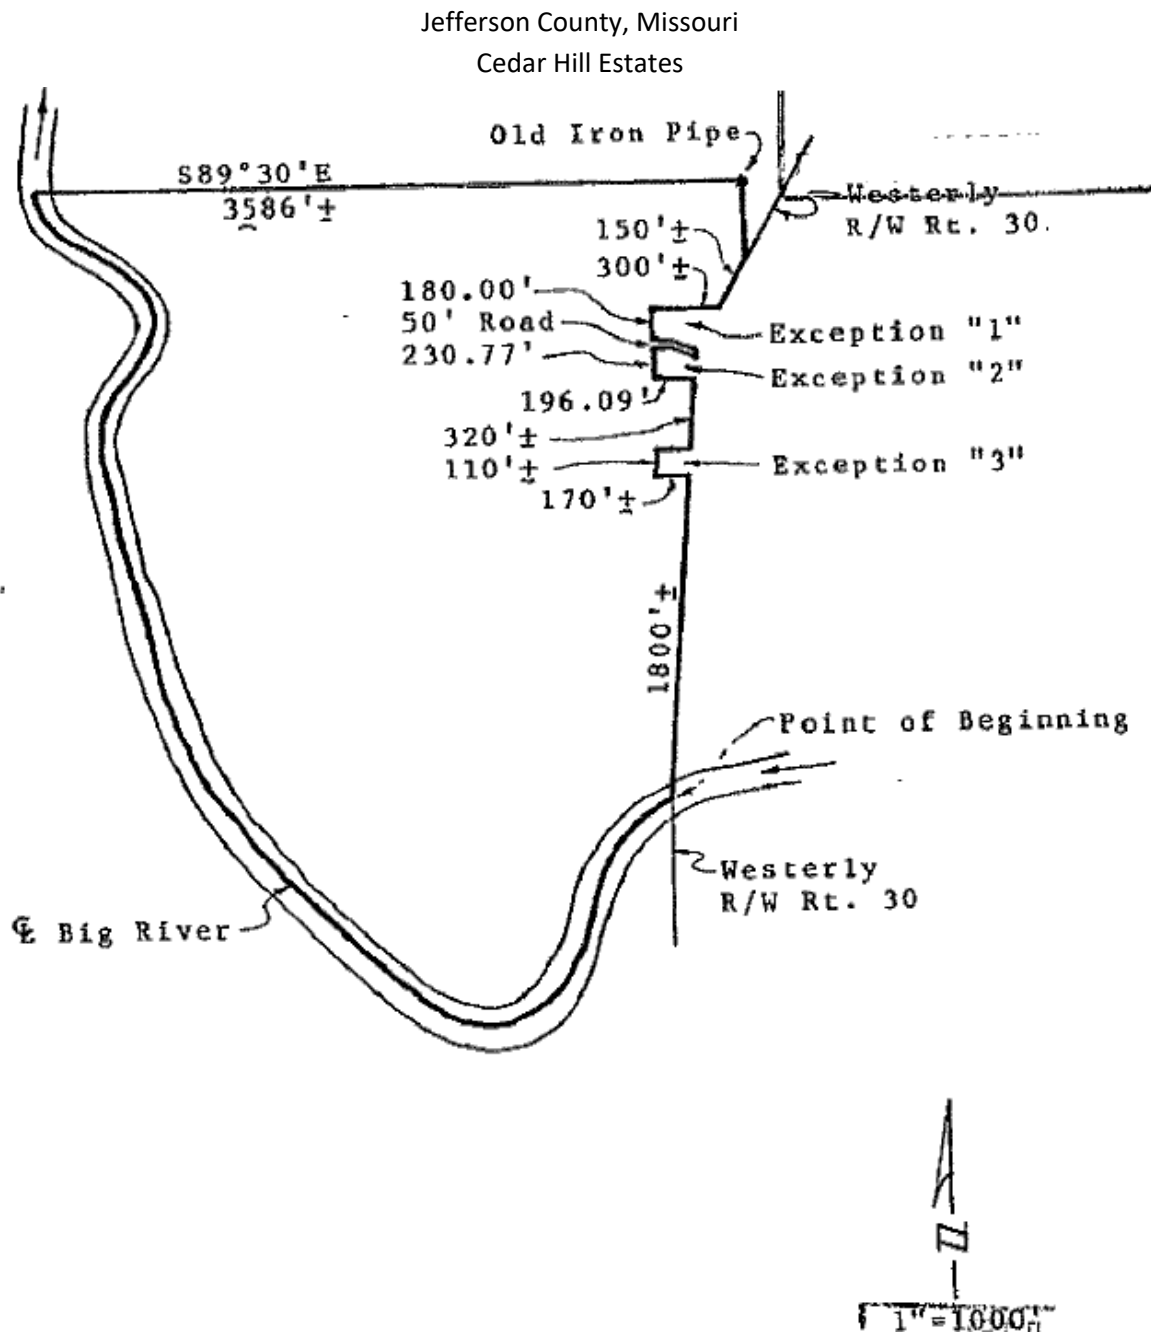 Jefferson County, Missouri
Cedar Hill Estates
Old Iron Pipe
S89°30'E
3586'±
Westerly
R/W Rt. 30.
150'±
300'±
180.00'
50' Road
230.77'
Exception "1"
Exception "2"
196.09'
320'±
110'±
Exception "3"
170'±
1800'±
Point of Beginning
Westerly
R/W Rt. 30
℄ Big River
N
1"=1000'